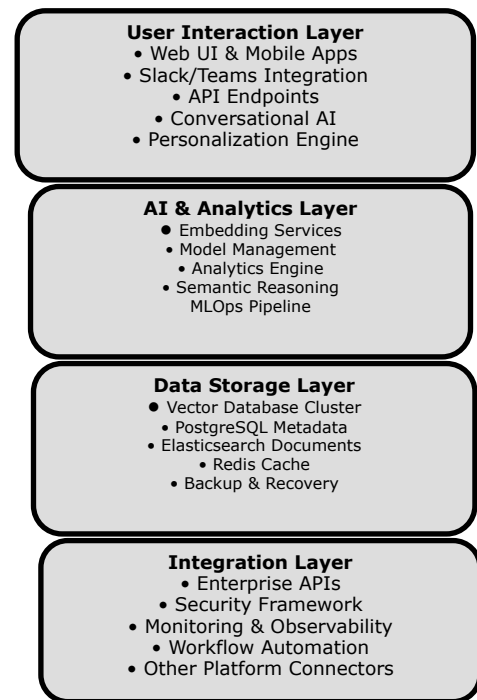 User Interaction Layer
• Web UI & Mobile Apps
• Slack/Teams Integration
• API Endpoints
• Conversational AI
• Personalization Engine
AI & Analytics Layer
● Embedding Services
• Model Management
• Analytics Engine
• Semantic Reasoning
MLOps Pipeline
Data Storage Layer
● Vector Database Cluster
• PostgreSQL Metadata
• Elasticsearch Documents
• Redis Cache
• Backup & Recovery
Integration Layer
• Enterprise APIs
• Security Framework
• Monitoring & Observability
• Workflow Automation
• Other Platform Connectors